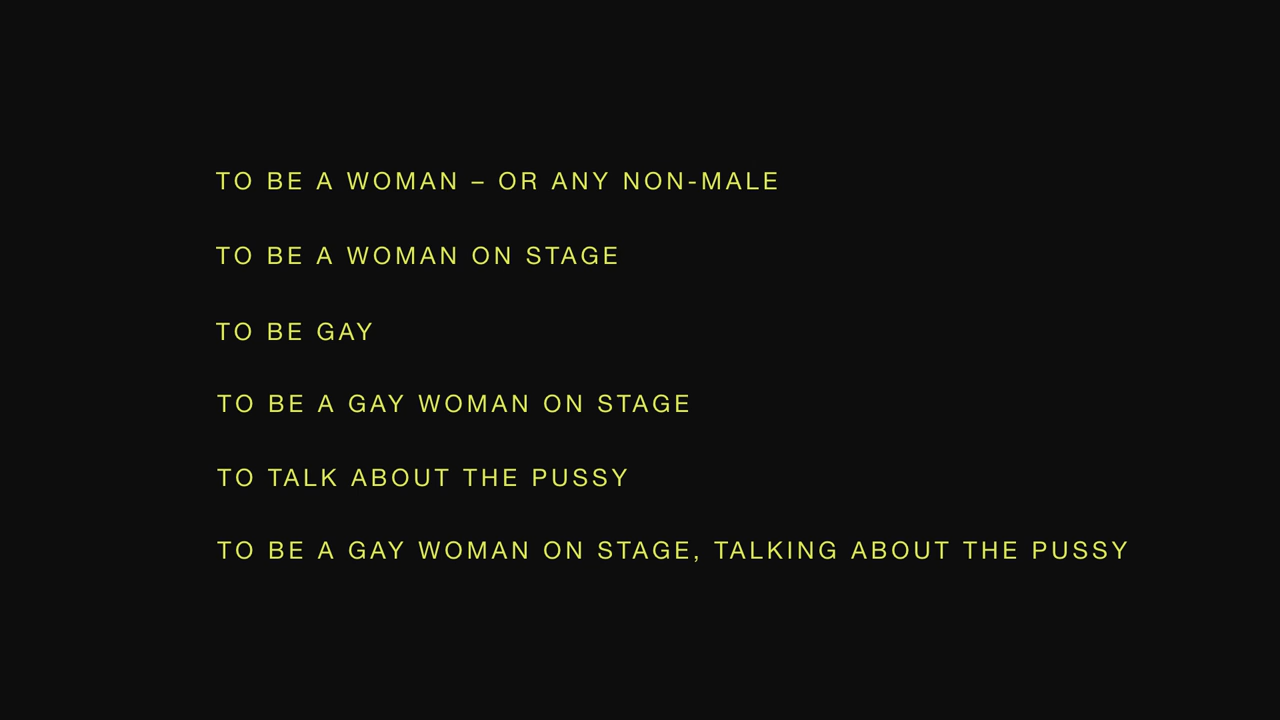 TO BE A WOMAN – OR ANY NON-MALE
TO BE A WOMAN ON STAGE
TO BE GAY
TO BE A GAY WOMAN ON STAGE
TO TALK ABOUT THE PUSSY
TO BE A GAY WOMAN ON STAGE, TALKING ABOUT THE PUSSY